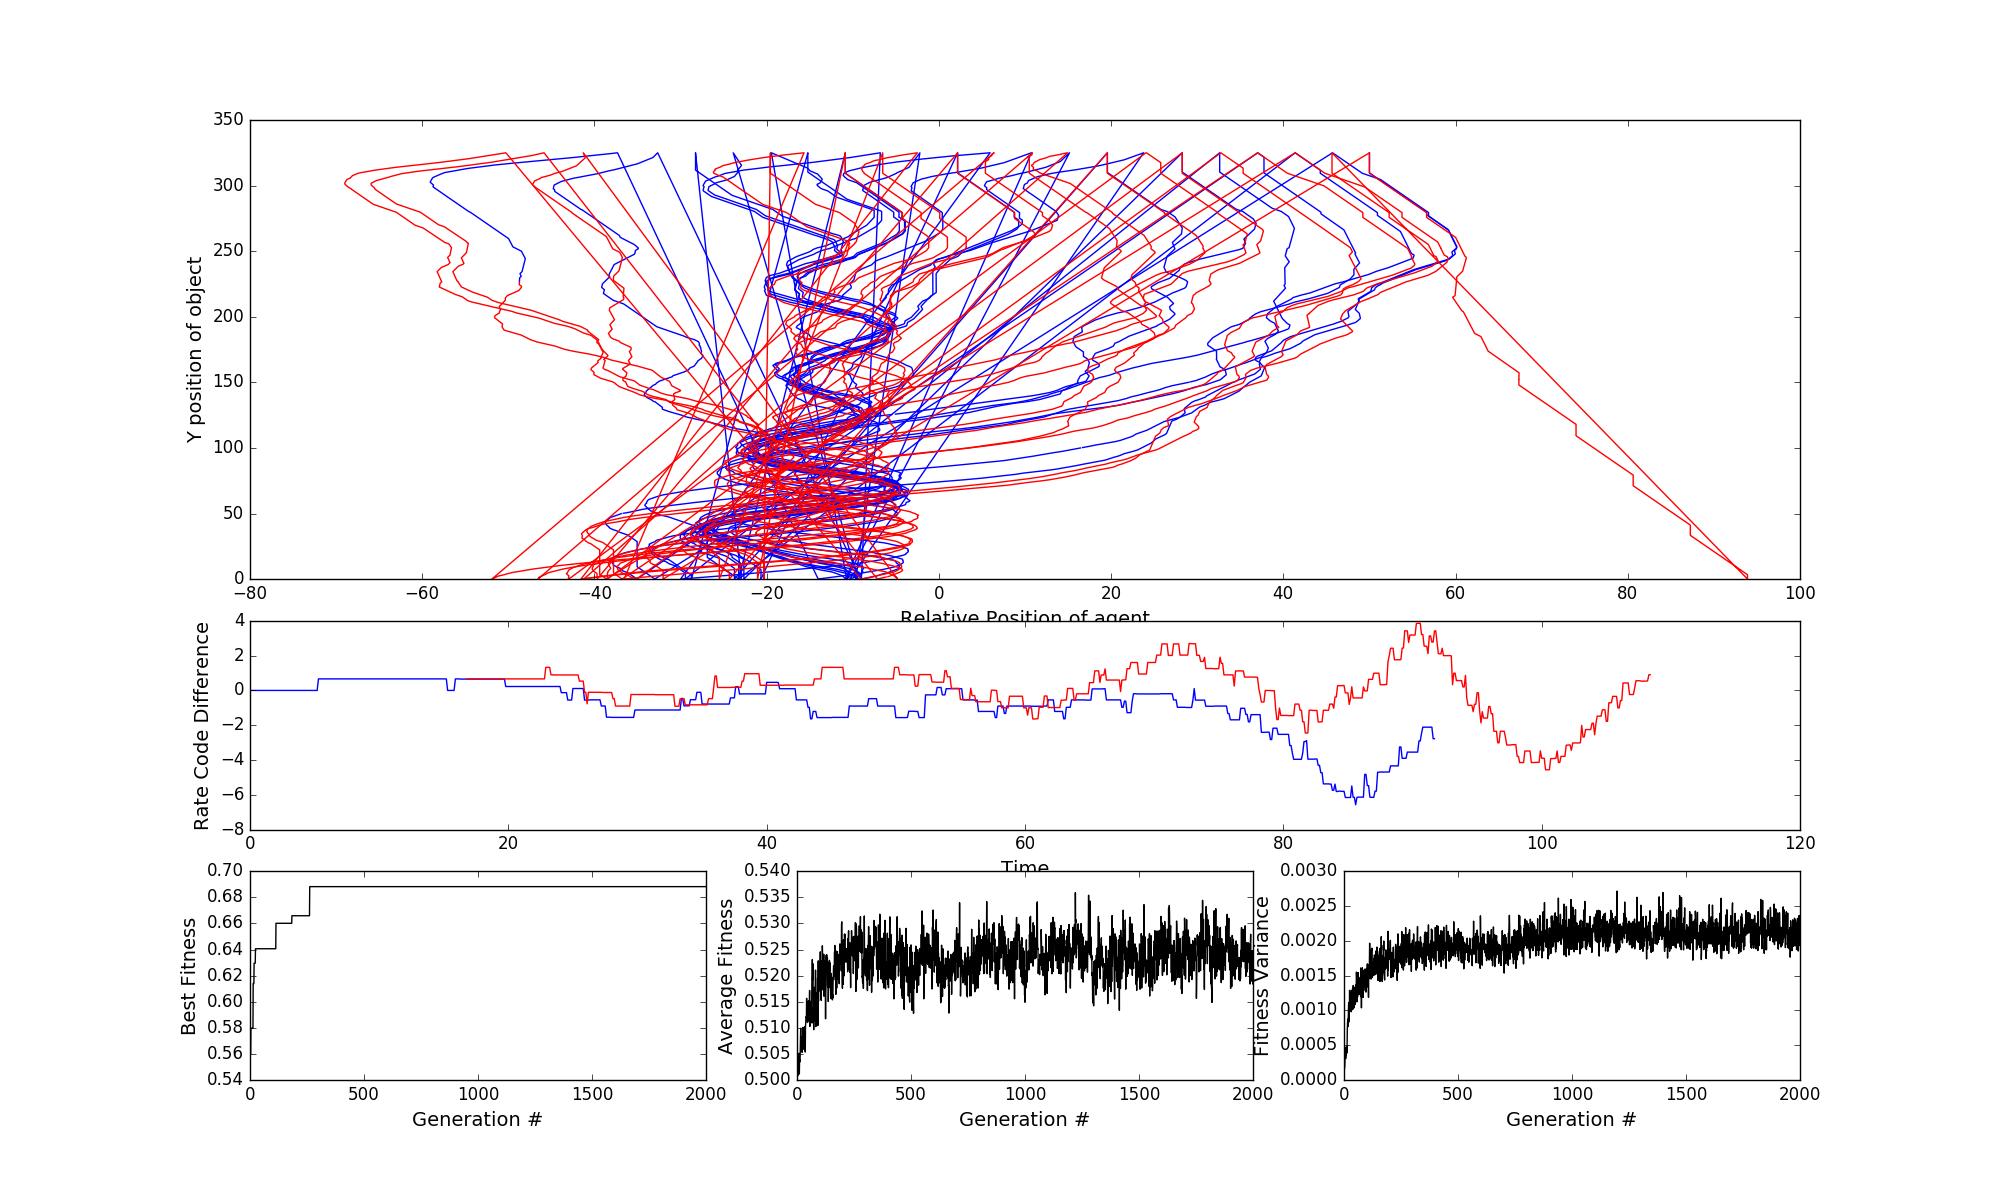 350
300
250
200
150
100
50
0
Y position of object
−80 −60 −40 −20 0 20 40 60 80 100
Relative Position of agent
4
2
0
−2
−4
−6
−8
Rate Code Difference
0 20 40 60 80 100 120
Time
0.70
0.68
0.66
0.64
0.62
0.60
0.58
0.56
0.54
Best Fitness
0 500 1000 1500 2000
Generation #
0.540
0.535
0.530
0.525
0.520
0.515
0.510
0.505
0.500
Average Fitness
0 500 1000 1500 2000
Generation #
0.0030
0.0025
0.0020
0.0015
0.0010
0.0005
0.0000
Fitness Variance
0 500 1000 1500 2000
Generation #